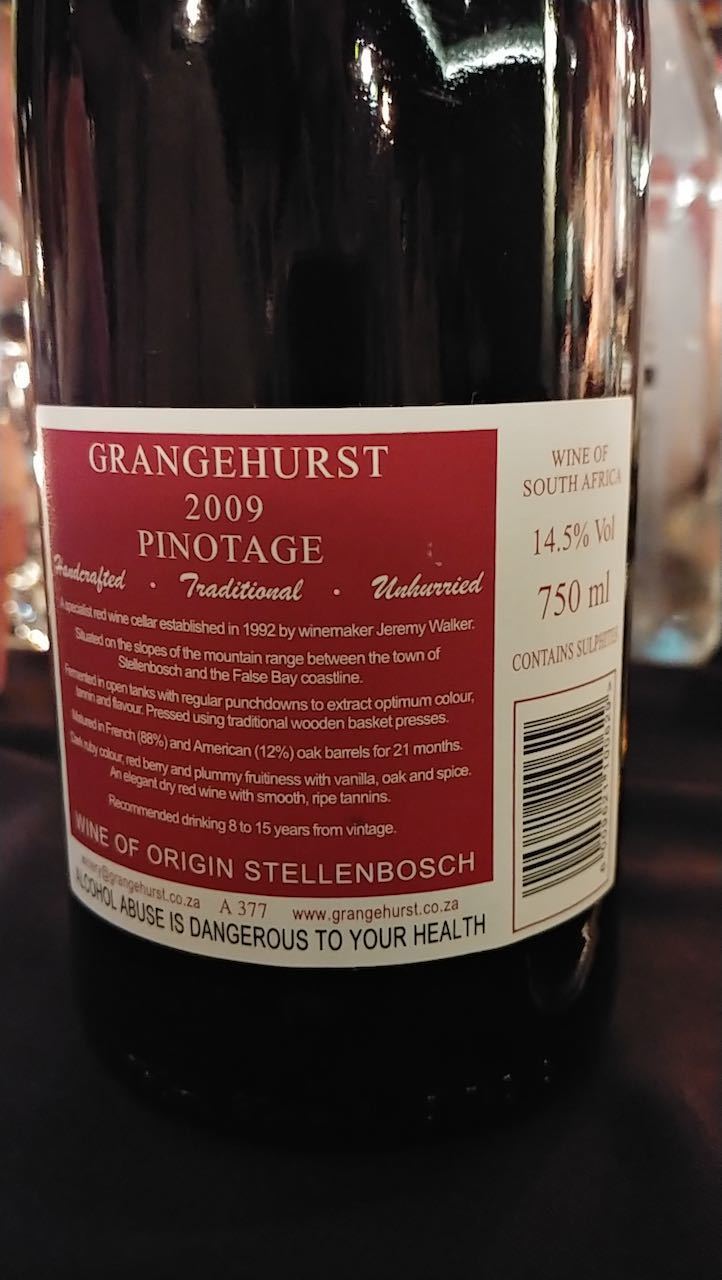 GRANGEHURST
2009
PINOTAGE
Handcrafted • Traditional • Unhurried
A specialist red wine cellar established in 1992 by winemaker Jeremy Walker.
Situated on the slopes of the mountain range between the town of
Stellenbosch and the False Bay coastline.
Fermented in open tanks with regular punchdowns to extract optimum colour,
tannin and flavour. Pressed using traditional wooden basket presses.
Matured in French (88%) and American (12%) oak barrels for 21 months.
Dark ruby colour, red berry and plummy fruitiness with vanilla, oak and spice.
An elegant dry red wine with smooth, ripe tannins.
Recommended drinking 8 to 15 years from vintage.
WINE OF ORIGIN STELLENBOSCH
winery@grangehurst.co.za A 377 www.grangehurst.co.za
ALCOHOL ABUSE IS DANGEROUS TO YOUR HEALTH
WINE OF
SOUTH AFRICA
14.5% Vol
750 ml
CONTAINS SULPHITES